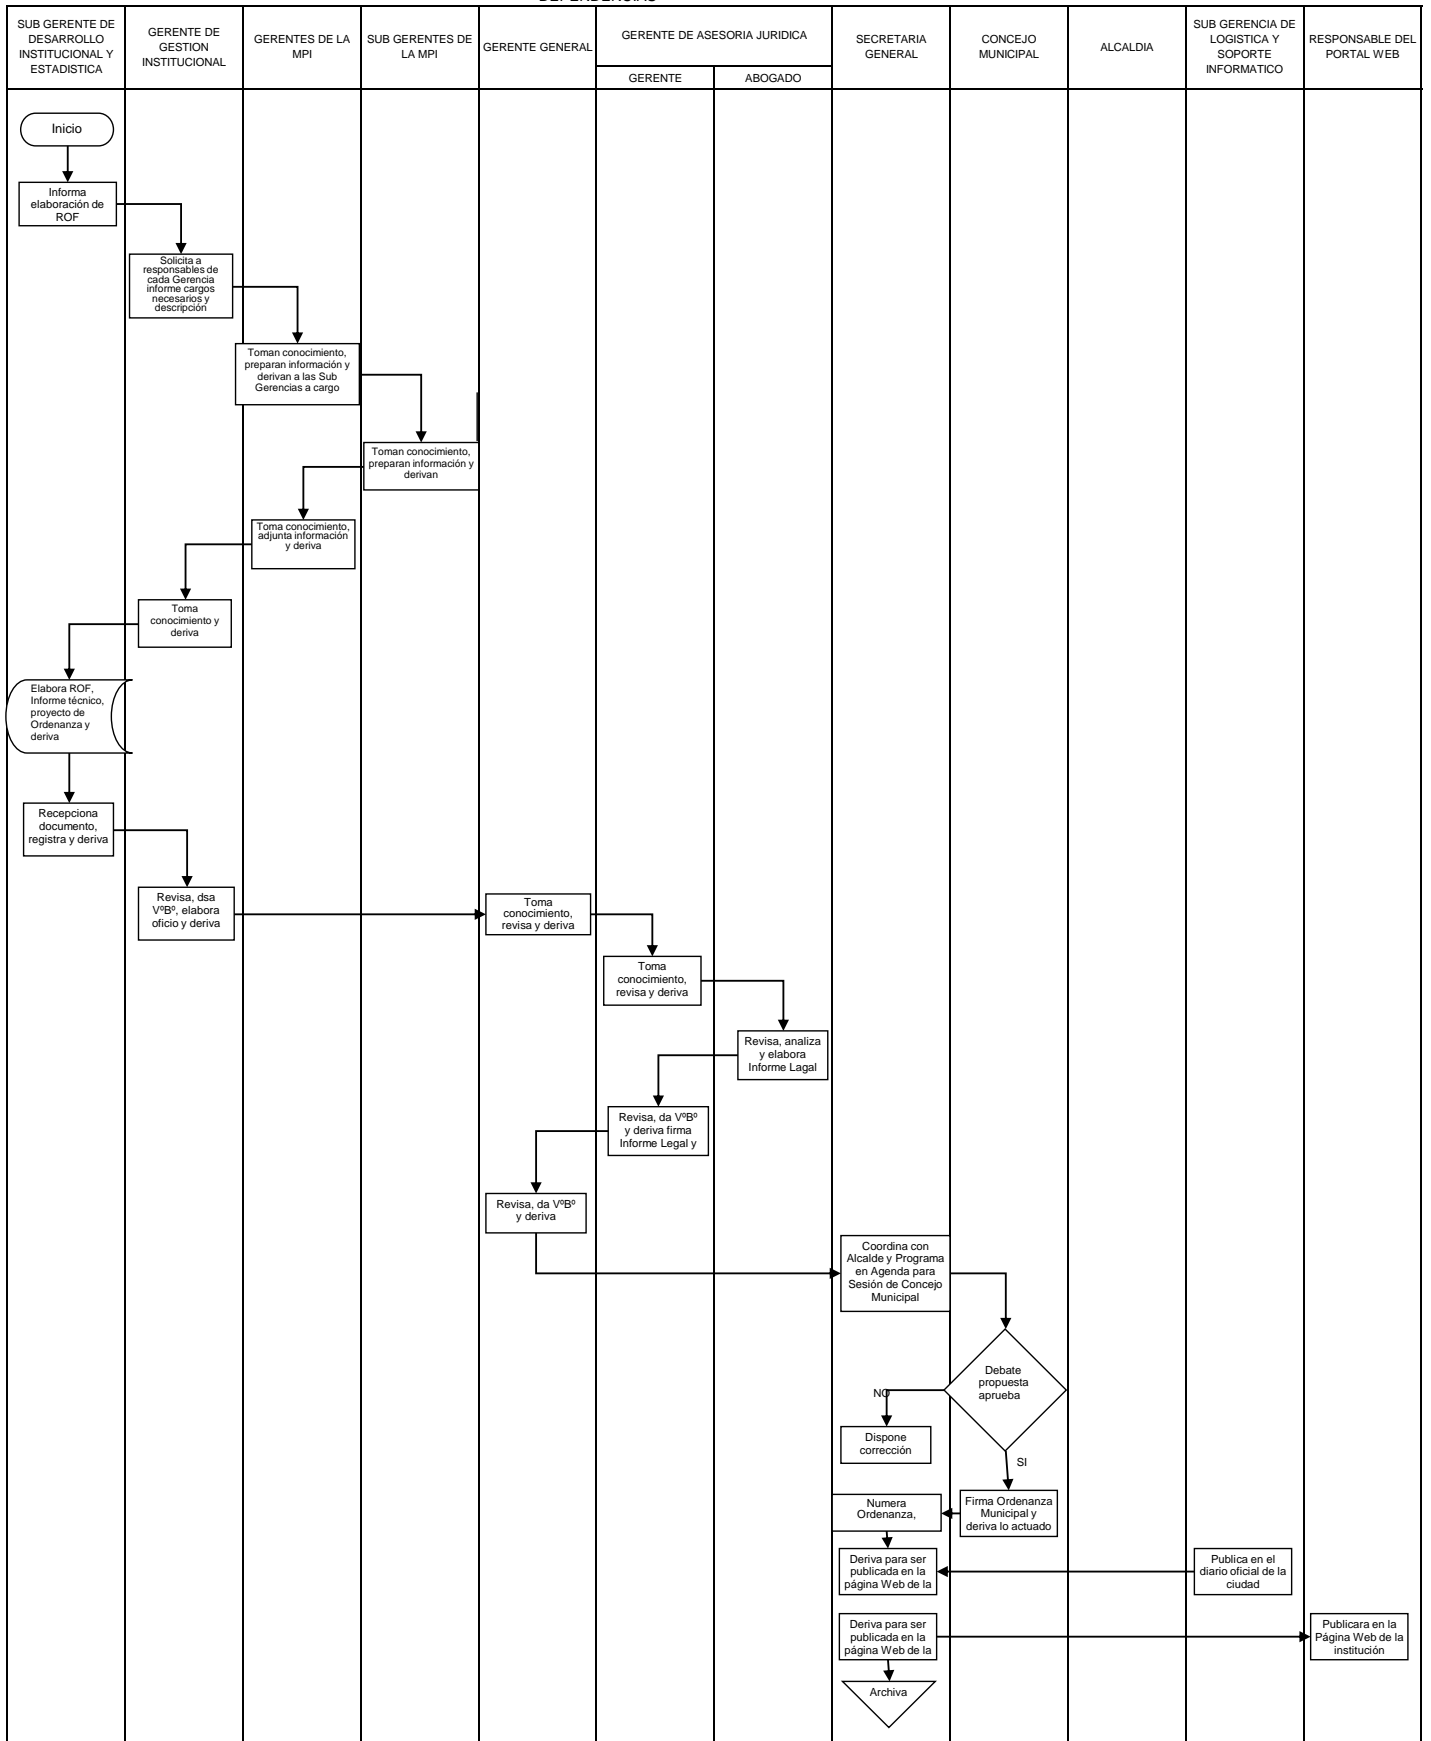 SUB GERENTE DE
DESARROLLO
INSTITUCIONAL Y
ESTADISTICA
GERENTE DE
GESTION
INSTITUCIONAL
GERENTES DE LA
MPI
SUB GERENTES DE
LA MPI
GERENTE GENERAL
GERENTE DE ASESORIA JURIDICA
GERENTE
ABOGADO
SECRETARIA
GENERAL
CONCEJO
MUNICIPAL
ALCALDIA
SUB GERENCIA DE
LOGISTICA Y
SOPORTE
INFORMATICO
RESPONSABLE DEL
PORTAL WEB
Inicio
Informa
elaboración de
ROF
Solicita a
responsables de
cada Gerencia
informe cargos
necesarios y
descripción
Toman conocimiento,
preparan información y
derivan a las Sub
Gerencias a cargo
Toman conocimiento,
preparan información y
derivan
Toma conocimiento,
adjunta información
y deriva
Toma
conocimiento y
deriva
Elabora ROF,
Informe técnico,
proyecto de
Ordenanza y
deriva
Recepciona
documento,
registra y deriva
Revisa, dsa
VºBº, elabora
oficio y deriva
Toma
conocimiento,
revisa y deriva
Toma
conocimiento,
revisa y deriva
Revisa, analiza
y elabora
Informe Lagal
Revisa, da VºBº
y deriva firma
Informe Legal y
Revisa, da VºBº
y deriva
Coordina con
Alcalde y Programa
en Agenda para
Sesión de Concejo
Municipal
Debate
propuesta
aprueba
NO
Dispone
corrección
SI
Firma Ordenanza
Municipal y
deriva lo actuado
Numera
Ordenanza,
Deriva para ser
publicada en la
página Web de la
Publica en el
diario oficial de la
ciudad
Deriva para ser
publicada en la
página Web de la
Publicara en la
Página Web de la
institución
Archiva